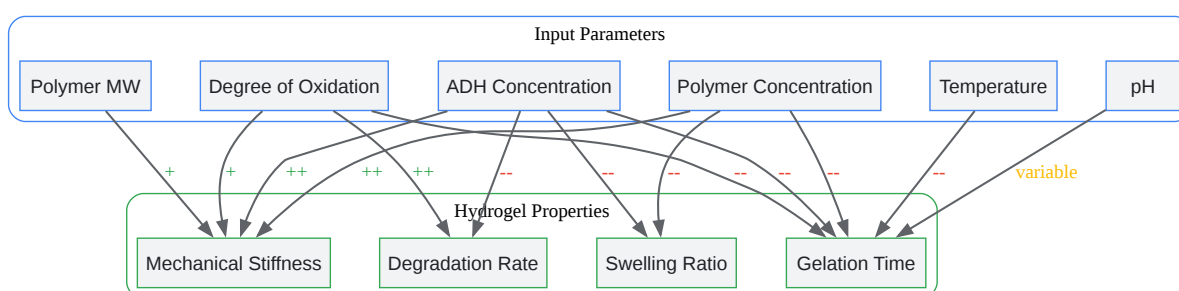 Input Parameters
Polymer MW
Degree of Oxidation
ADH Concentration
Polymer Concentration
Temperature
pH
+
+
++
++
++
--
--
--
--
--
--
--
variable
Hydrogel Properties
Mechanical Stiffness
Degradation Rate
Swelling Ratio
Gelation Time